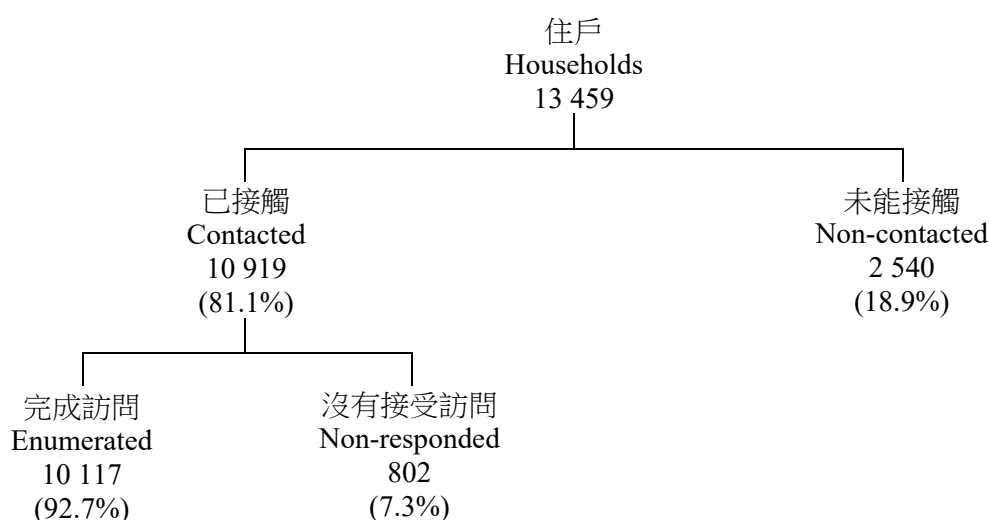 住戶
Households
13 459
已接觸
Contacted
10 919
(81.1%)
未能接觸
Non-contacted
2 540
(18.9%)
完成訪問
Enumerated
10 117
(92.7%)
沒有接受訪問
Non-responded
802
(7.3%)